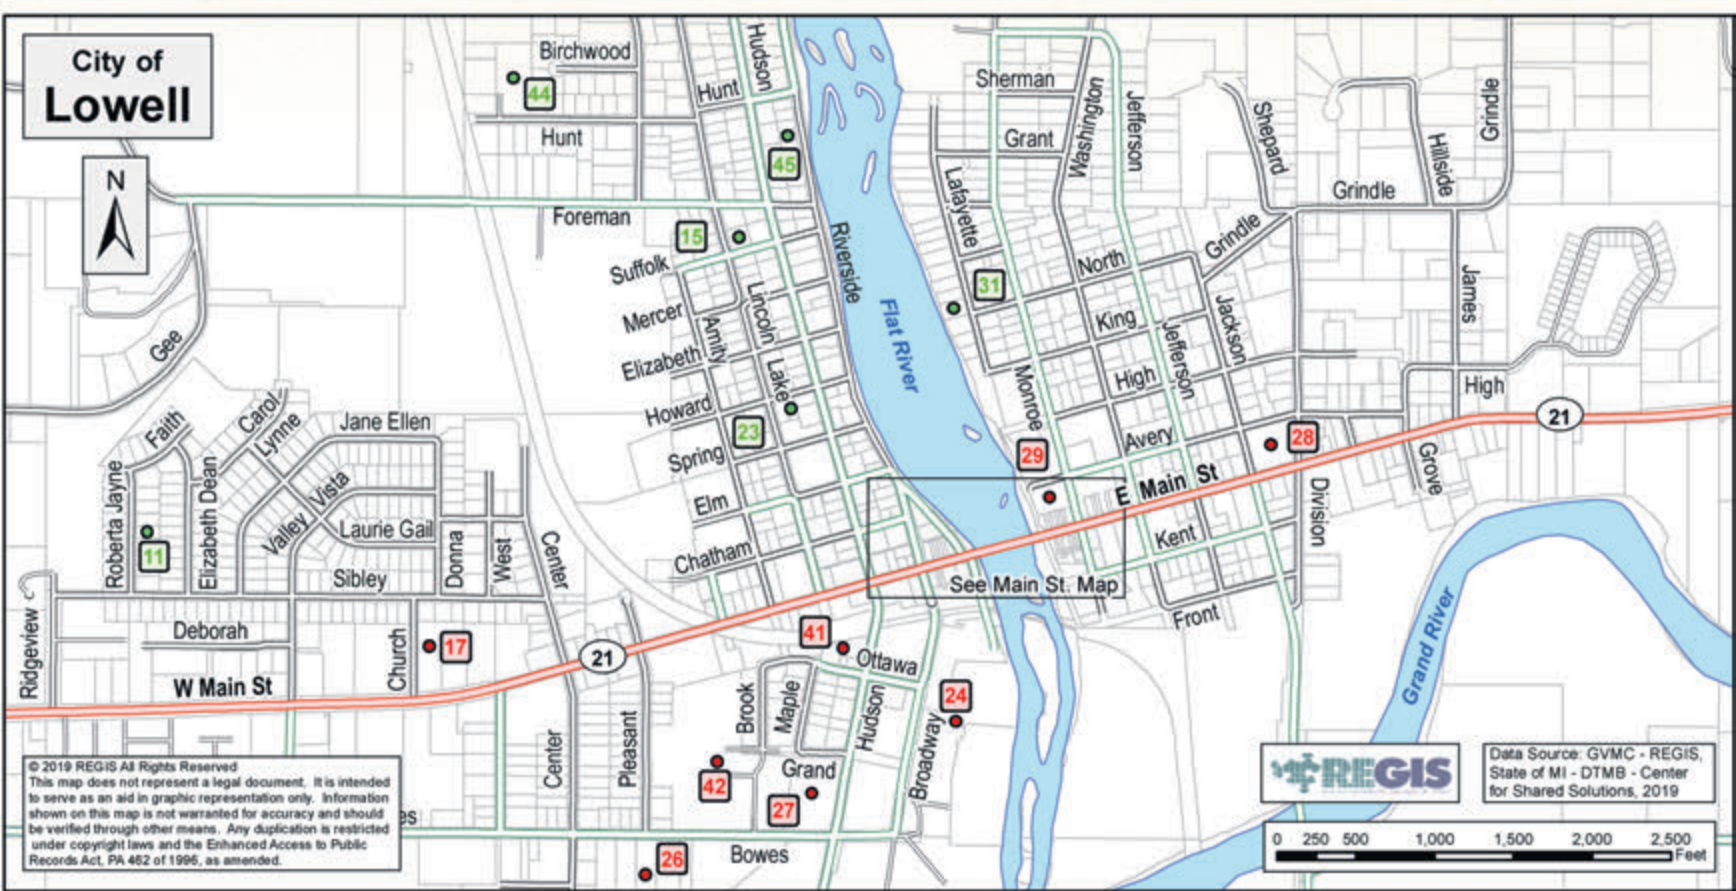 City of
Lowell
N
Birchwood
44
Hunt
Hunt
Hudson
45
Foreman
15
Suffolk
Mercer
Elizabeth
Howard
Spring
Elm
Chatham
Amity
Lincoln
Lake
23
Riverside
Flat River
Sherman
Grant
Washington
Jefferson
Lafayette
31
North
King
High
Avery
Monroe
Jefferson
Jackson
Grindle
Shepard
Grindle
Hillside
Grindle
James
High
21
Grove
28
29
E Main St
Kent
Front
Division
See Main St. Map
Grand River
Gee
Faith
Carol-
Lynne
Jane Ellen
Roberta Jayne
Elizabeth Dean
Valley Vista
Laurie Gail
Sibley
Donna
West
Center
11
Ridgeview
Deborah
Church
17
W Main St
21
41
Ottawa
24
Brook
Maple
Hudson
Broadway
Center
Pleasant
42
Grand
27
26
Bowes
es
© 2019 REGIS All Rights Reserved
This map does not represent a legal document. It is intended
to serve as an aid in graphic representation only. Information
shown on this map is not warranted for accuracy and should
be verified through other means. Any duplication is restricted
under copyright laws and the Enhanced Access to Public
Records Act, PA 462 of 1996, as amended.
REGIS
Data Source: GVMC - REGIS,
State of MI - DTMB - Center
for Shared Solutions, 2019
0 250 500 1,000 1,500 2,000 2,500
Feet